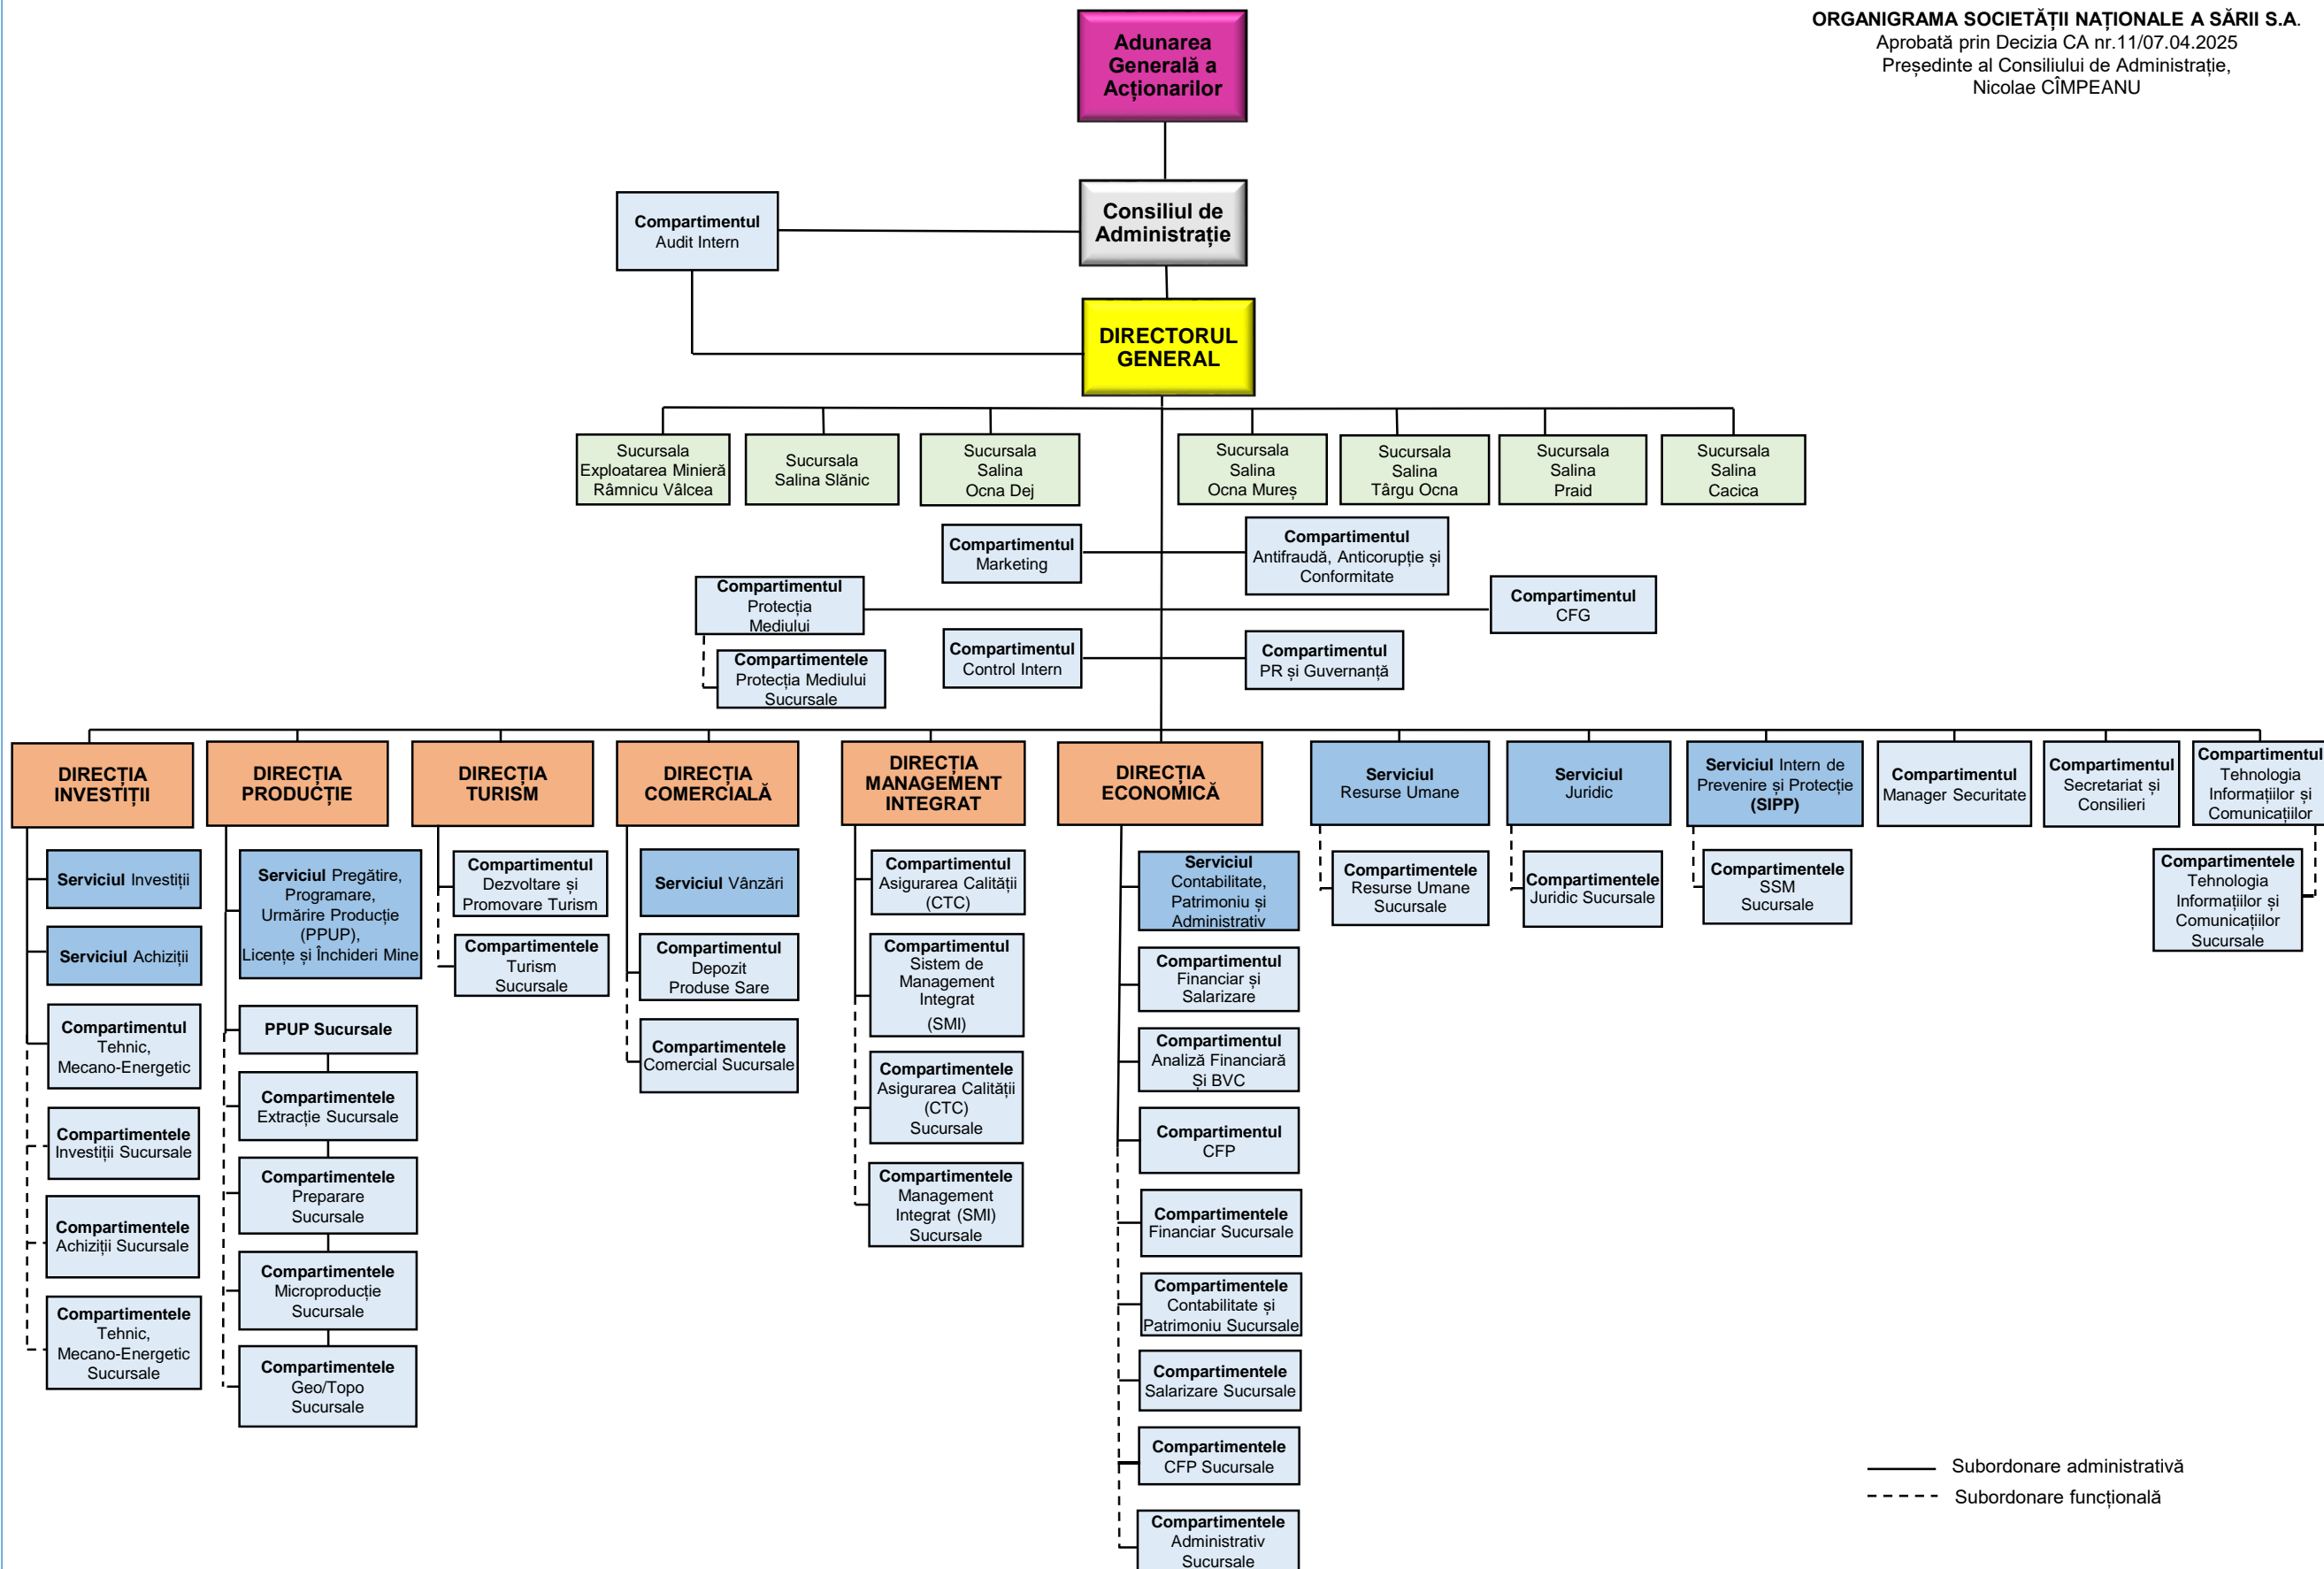 ORGANIGRAMA SOCIETĂȚII NAȚIONALE A SĂRII S.A.
Aprobată prin Decizia CA nr.11/07.04.2025
Președinte al Consiliului de Administrație,
Nicolae CÎMPEANU
Adunarea
Generală a
Acționarilor
Compartimentul
Audit Intern
Consiliul de
Administrație
DIRECTORUL
GENERAL
Sucursala
Exploatarea Minieră
Râmnicu Vâlcea
Sucursala
Salina Slănic
Sucursala
Salina
Ocna Dej
Sucursala
Salina
Ocna Mureș
Sucursala
Salina
Târgu Ocna
Sucursala
Salina
Praid
Sucursala
Salina
Cacica
Compartimentul
Marketing
Compartimentul
Antifraudă, Anticorupție și
Conformitate
Compartimentul
Protecția
Mediului
Compartimentul
CFG
Compartimentele
Protecția Mediului
Sucursale
Compartimentul
Control Intern
Compartimentul
PR și Guvernanță
DIRECȚIA
INVESTIȚII
DIRECȚIA
PRODUCȚIE
DIRECȚIA
TURISM
DIRECȚIA
COMERCIALĂ
DIRECȚIA
MANAGEMENT
INTEGRAT
DIRECȚIA
ECONOMICĂ
Serviciul
Resurse Umane
Serviciul
Juridic
Serviciul Intern de
Prevenire și Protecție
(SIPP)
Compartimentul
Manager Securitate
Compartimentul
Secretariat și
Consilieri
Compartimentul
Tehnologia
Informațiilor și
Comunicațiilor
Serviciul Investiții
Serviciul Achiziții
Compartimentul
Tehnic,
Mecano-Energetic
Compartimentele
Investiții Sucursale
Compartimentele
Achiziții Sucursale
Compartimentele
Tehnic,
Mecano-Energetic
Sucursale
Serviciul Pregătire,
Programare,
Urmărire Producție
(PPUP),
Licențe și Închideri Mine
PPUP Sucursale
Compartimentele
Extracție Sucursale
Compartimentele
Preparare
Sucursale
Compartimentele
Microproducție
Sucursale
Compartimentele
Geo/Topo
Sucursale
Compartimentul
Dezvoltare și
Promovare Turism
Compartimentele
Turism
Sucursale
Serviciul Vânzări
Compartimentul
Depozit
Produse Sare
Compartimentele
Comercial Sucursale
Compartimentul
Asigurarea Calității
(CTC)
Compartimentul
Sistem de
Management
Integrat
(SMI)
Compartimentele
Asigurarea Calității
(CTC)
Sucursale
Compartimentele
Management
Integrat (SMI)
Sucursale
Serviciul
Contabilitate,
Patrimoniu și
Administrativ
Compartimentul
Financiar și
Salarizare
Compartimentul
Analiză Financiară
Și BVC
Compartimentul
CFP
Compartimentele
Financiar Sucursale
Compartimentele
Contabilitate și
Patrimoniu Sucursale
Compartimentele
Salarizare Sucursale
Compartimentele
CFP Sucursale
Compartimentele
Administrativ
Sucursale
Compartimentele
Resurse Umane
Sucursale
Compartimentele
Juridic Sucursale
Compartimentele
SSM
Sucursale
Compartimentele
Tehnologia
Informațiilor și
Comunicațiilor
Sucursale
Subordonare administrativă
Subordonare funcțională